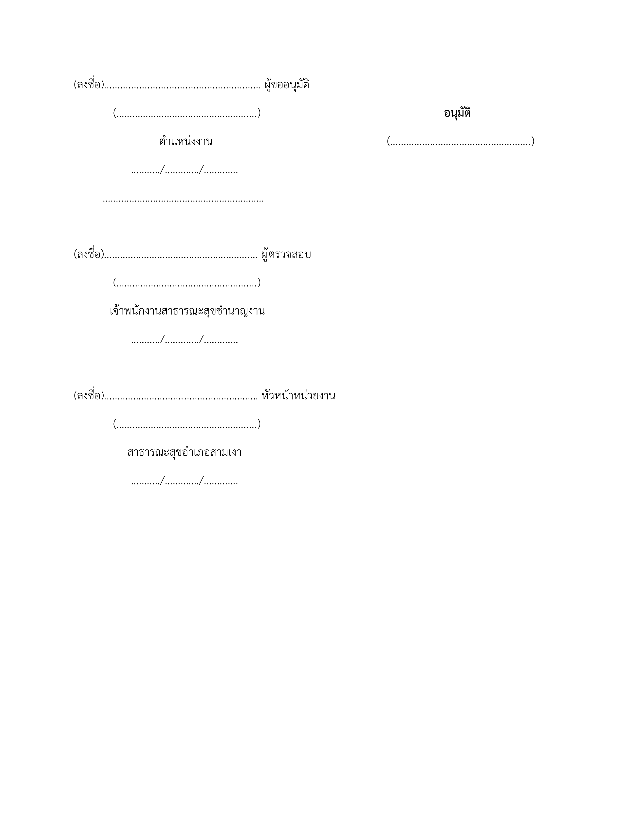 (ลงชื่อ)............................................................ ผู้ขออนุมัติ
(......................................................)
อนุมัติ
ตำแหน่งงาน
(......................................................)
.........../............./.............
..............................................................
(ลงชื่อ)........................................................... ผู้ตรวจสอบ
(......................................................)
เจ้าพนักงานสาธารณะสุขชำนาญงาน
.........../............./.............
(ลงชื่อ)........................................................... หัวหน้าหน่วยงาน
(......................................................)
สาธารณะสุขอำเภอสามเงา
.........../............./.............